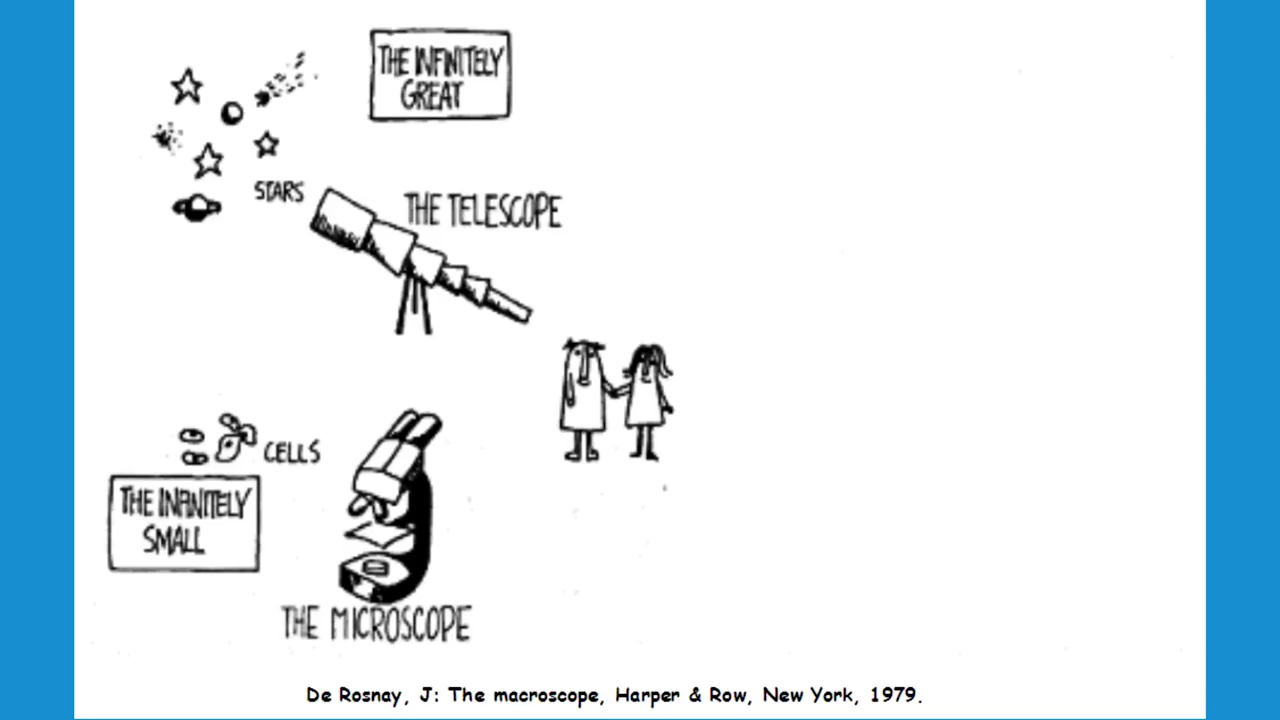 THE INFINITELY
GREAT
STARS
THE TELESCOPE
CELLS
THE INFINITELY
SMALL
THE MICROSCOPE
De Rosnay, J: The macroscope, Harper & Row, New York, 1979.